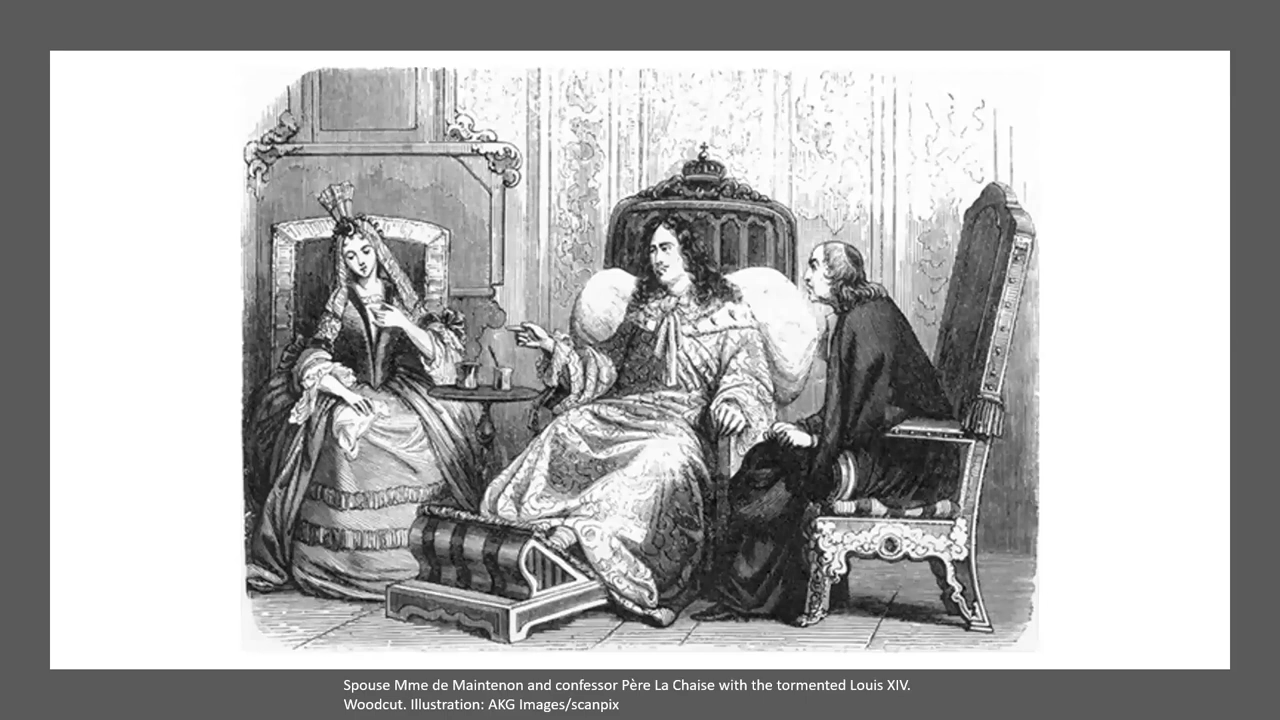 Spouse Mme de Maintenon and confessor Père La Chaise with the tormented Louis XIV.
Woodcut. Illustration: AKG Images/scanpix